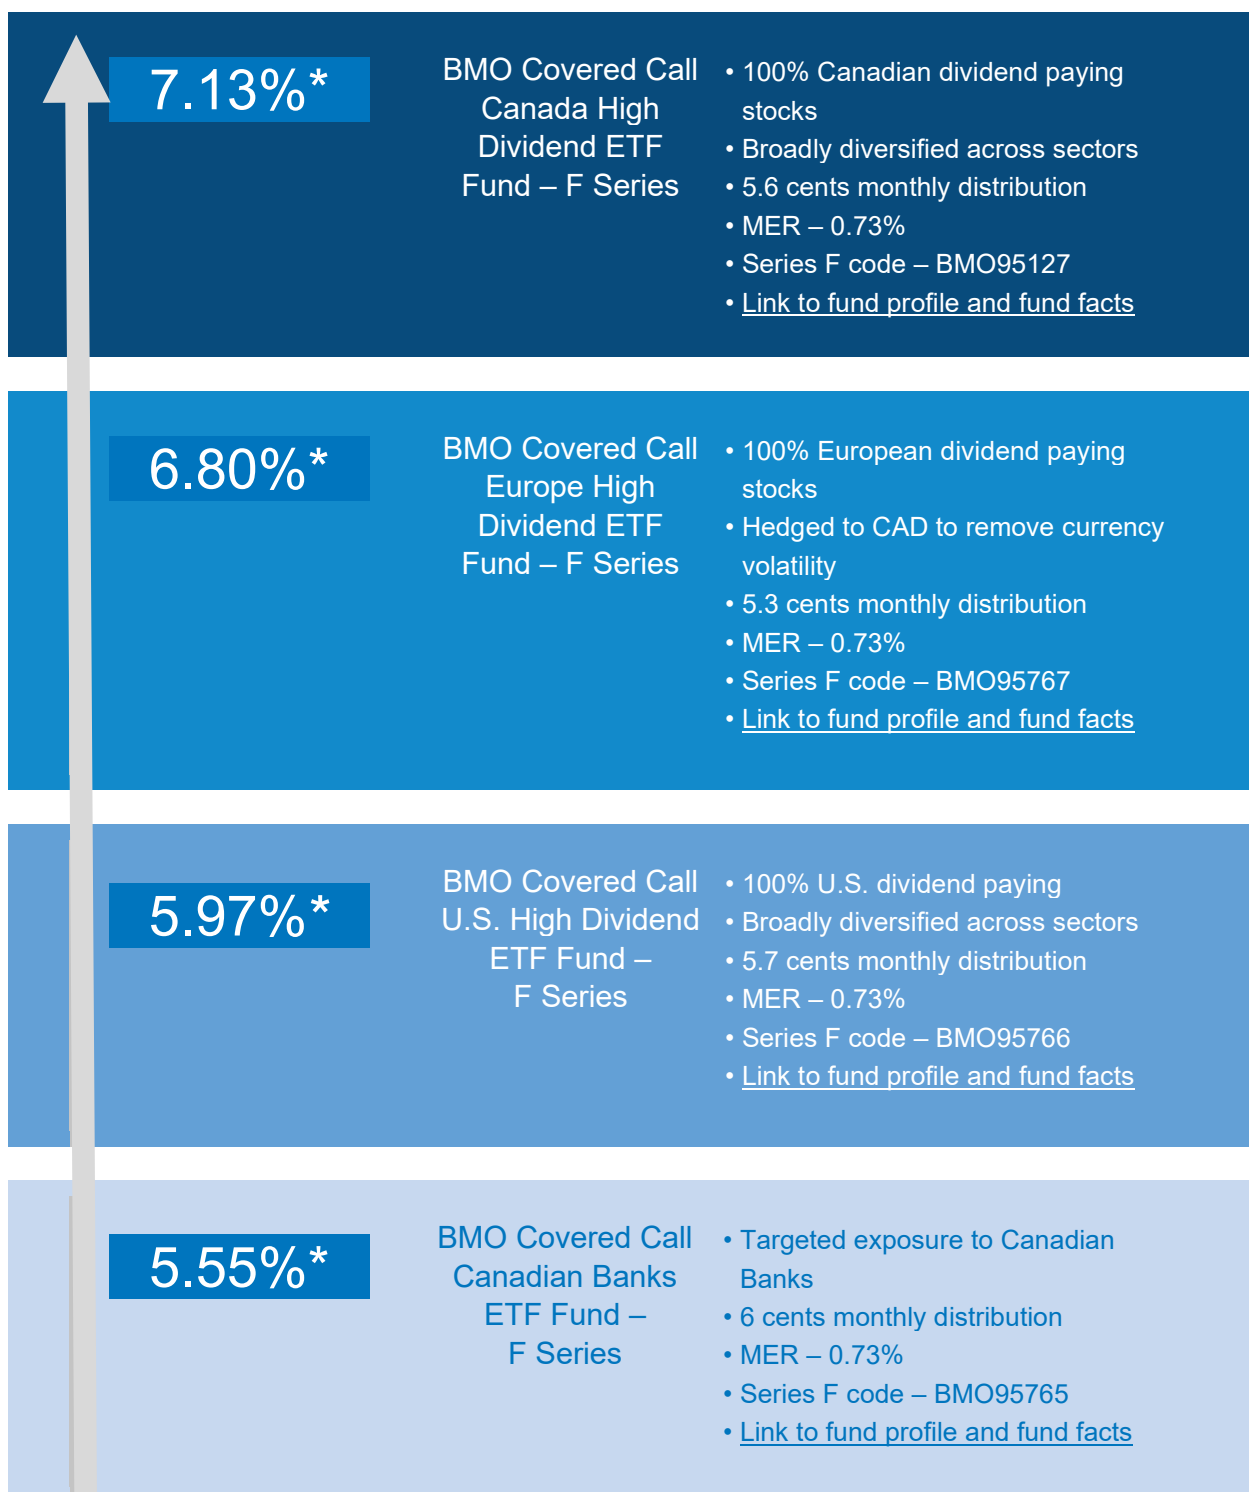 7.13%*
BMO Covered Call
Canada High
Dividend ETF
Fund – F Series
• 100% Canadian dividend paying
stocks
• Broadly diversified across sectors
• 5.6 cents monthly distribution
• MER – 0.73%
• Series F code – BMO95127
• Link to fund profile and fund facts
6.80%*
BMO Covered Call
Europe High
Dividend ETF
Fund – F Series
• 100% European dividend paying
stocks
• Hedged to CAD to remove currency
volatility
• 5.3 cents monthly distribution
• MER – 0.73%
• Series F code – BMO95767
• Link to fund profile and fund facts
5.97%*
BMO Covered Call
U.S. High Dividend
ETF Fund –
F Series
• 100% U.S. dividend paying
• Broadly diversified across sectors
• 5.7 cents monthly distribution
• MER – 0.73%
• Series F code – BMO95766
• Link to fund profile and fund facts
5.55%*
BMO Covered Call
Canadian Banks
ETF Fund –
F Series
• Targeted exposure to Canadian
Banks
• 6 cents monthly distribution
• MER – 0.73%
• Series F code – BMO95765
• Link to fund profile and fund facts